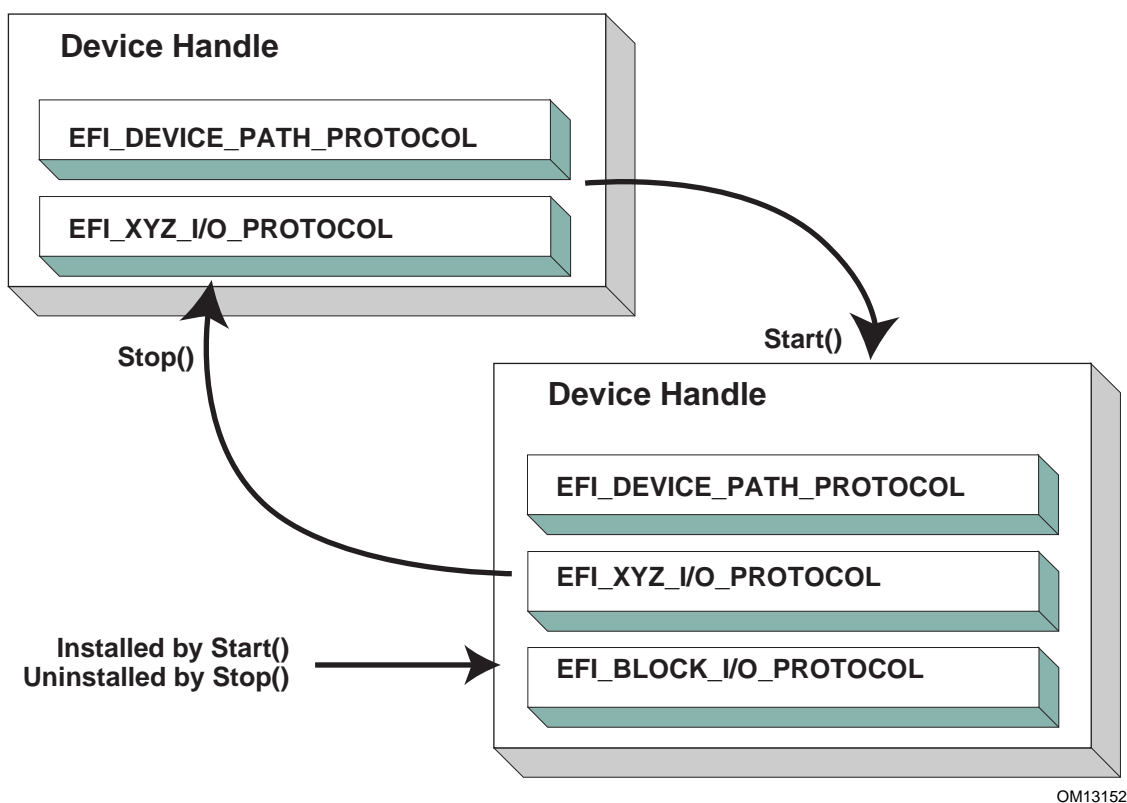 Device Handle
EFI_DEVICE_PATH_PROTOCOL
EFI_XYZ_I/O_PROTOCOL
Stop()
Start()
Device Handle
EFI_DEVICE_PATH_PROTOCOL
EFI_XYZ_I/O_PROTOCOL
Installed by Start()
Uninstalled by Stop()
EFI_BLOCK_I/O_PROTOCOL
OM13152